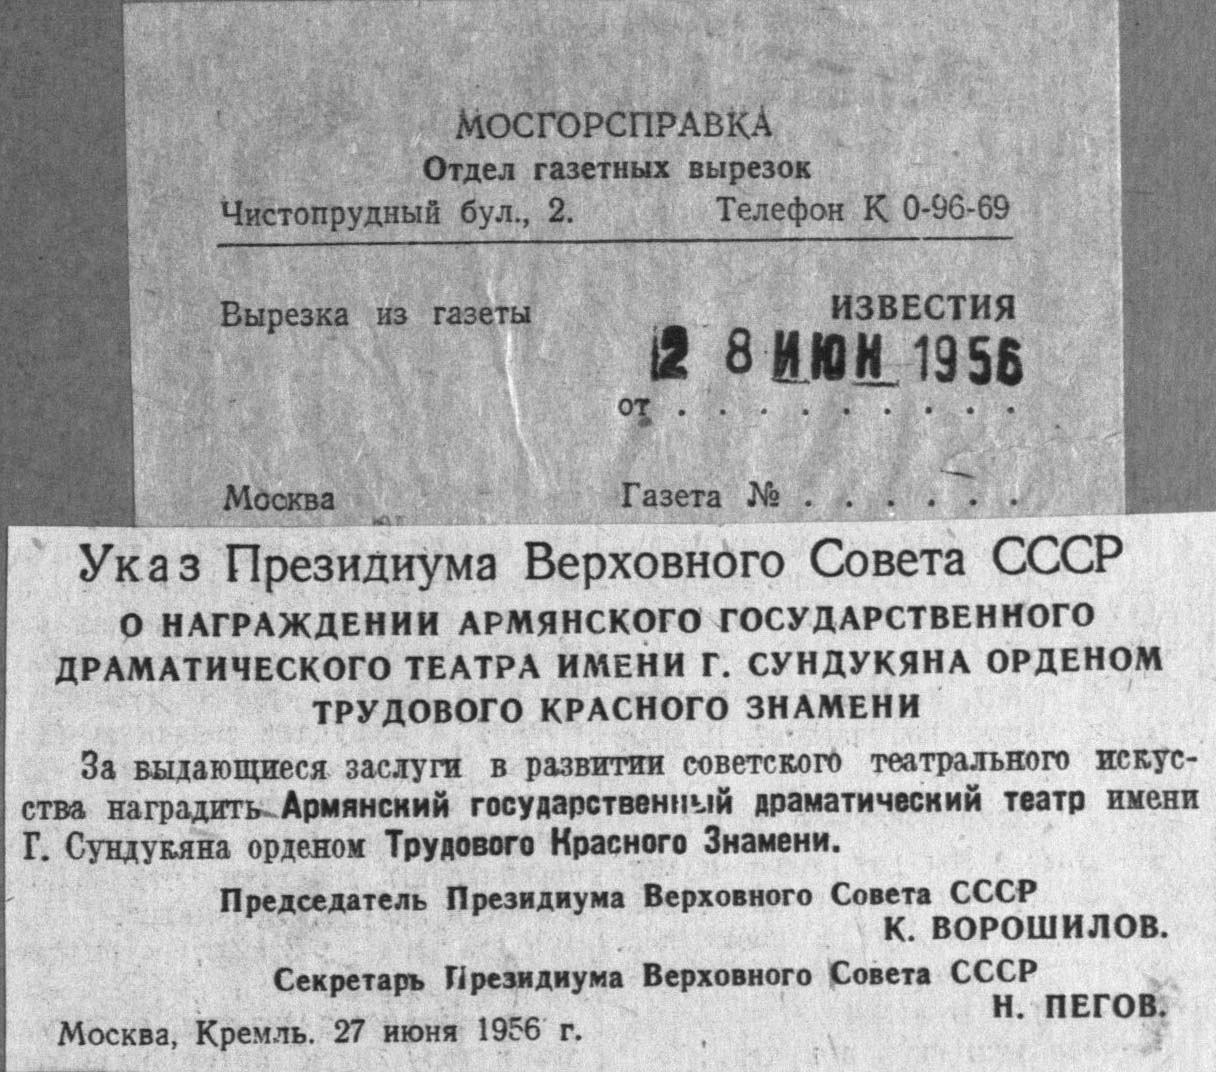 МОСГОРСПРАВКА
Отдел газетных вырезок
Чистопрудный бул., 2. Телефон К 0-96-69
Вырезка из газеты ИЗВЕСТИЯ
28 ИЮН 1956
от . . . . . . . . .
Москва Газета № . . . . . .
Указ Президиума Верховного Совета СССР
О НАГРАЖДЕНИИ АРМЯНСКОГО ГОСУДАРСТВЕННОГО
ДРАМАТИЧЕСКОГО ТЕАТРА ИМЕНИ Г. СУНДУКЯНА ОРДЕНОМ
ТРУДОВОГО КРАСНОГО ЗНАМЕНИ
За выдающиеся заслуги в развитии советского театрального искус-
ства наградить Армянский государственный драматический театр имени
Г. Сундукяна орденом Трудового Красного Знамени.
Председатель Президиума Верховного Совета СССР
К. ВОРОШИЛОВ.
Секретарь Президиума Верховного Совета СССР
Н. ПЕГОВ.
Москва, Кремль. 27 июня 1956 г.